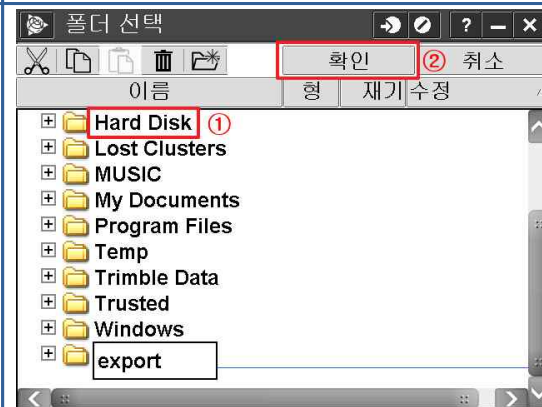 폴더 선택
?
확인 ② 취소
이름 형 재기 수정
Hard Disk ①
Lost Clusters
MUSIC
My Documents
Program Files
Temp
Trimble Data
Trusted
Windows
export